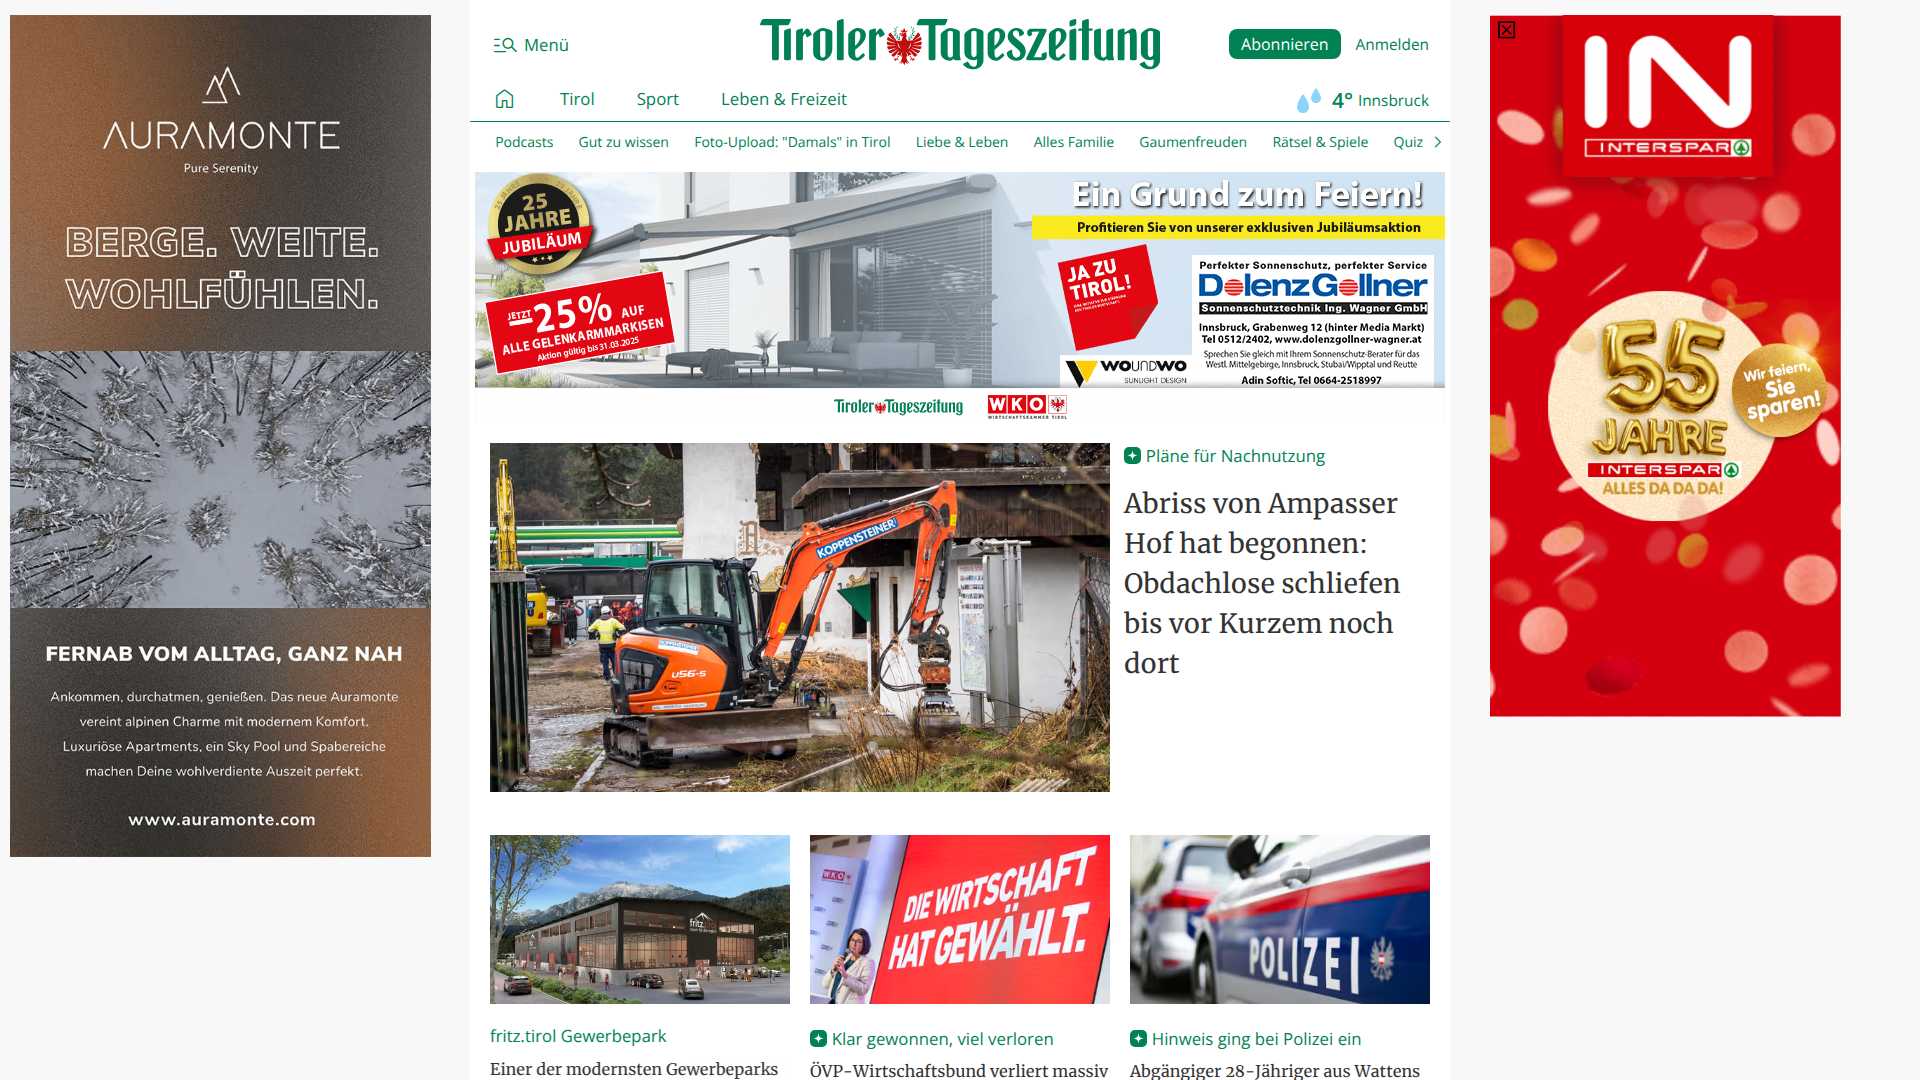 AURAMONTE
Pure Serenity
BERGE. WEITE.
WOHLFÜHLEN.
FERNAB VOM ALLTAG, GANZ NAH
Ankommen, durchatmen, genießen. Das neue Auramonte
vereint alpinen Charme mit modernem Komfort.
Luxuriöse Apartments, ein Sky Pool und Spabereiche
machen Deine wohlverdiente Auszeit perfekt.
www.auramonte.com
Menü
Tiroler Tageszeitung
Abonnieren
Anmelden
Tirol
Sport
Leben & Freizeit
4° Innsbruck
Podcasts
Gut zu wissen
Foto-Upload: "Damals" in Tirol
Liebe & Leben
Alles Familie
Gaumenfreuden
Rätsel & Spiele
Quiz
25
JAHRE
JUBILÄUM
JETZT
-25% AUF
ALLE GELENKARMMARKISEN
Aktion gültig bis 31.03.2025
Ein Grund zum Feiern!
Profitieren Sie von unserer exklusiven Jubiläumsaktion
JA ZU
TIROL!
WOUNDWO
SUNLIGHT DESIGN
Perfekter Sonnenschutz, perfekter Service
Dolenz Gollner
Sonnenschutztechnik Ing. Wagner GmbH
Innsbruck, Grabenweg 12 (hinter Media Markt)
Tel 0512/2402, www.dolenzgollner-wagner.at
Sprechen Sie gleich mit Ihrem Sonnenschutz-Berater für das
Westl. Mittelgebirge, Innsbruck, Stubai/Wipptal und Reutte
Adin Softic, Tel 0664-2518997
Tiroler Tageszeitung
WKO
WIRTSCHAFTSKAMMER TIROL
KOPPENSTEINER
U56-5
Pläne für Nachnutzung
Abriss von Ampasser
Hof hat begonnen:
Obdachlose schliefen
bis vor Kurzem noch
dort
fritz
fritz.tirol Gewerbepark
Einer der modernsten Gewerbeparks
WKO
DIE WIRTSCHAFT
HAT GEWÄHLT.
Klar gewonnen, viel verloren
ÖVP-Wirtschaftsbund verliert massiv
POLIZEI
Hinweis ging bei Polizei ein
Abgängiger 28-Jähriger aus Wattens
IN
INTERSPAR
55
JAHRE
INTERSPAR
ALLES DA DA DA!
Wir feiern,
Sie
sparen!